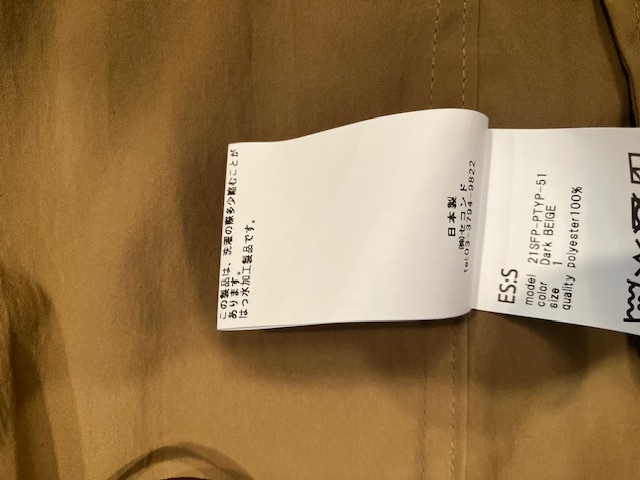 この製品は、洗濯の際多少縮むことが
あります。
はっ水加工製品です。
日本製
㈱セコンド
tel:03-3794-9822
ES:S
model 21SFP-PTYP-51
color Dark BEIGE
size 1
quality polyester100%